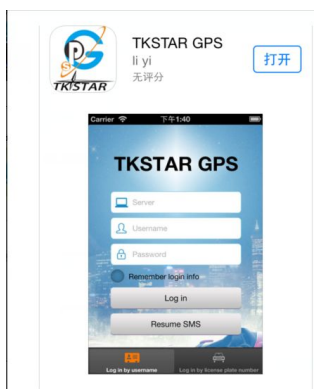 TKSTAR
TKSTAR GPS
li yi
无评分
打开
Carrier 下午1:40
TKSTAR GPS
Server
Username
Password
Remember login info
Log in
Resume SMS
Log in by username
Log in by license plate number